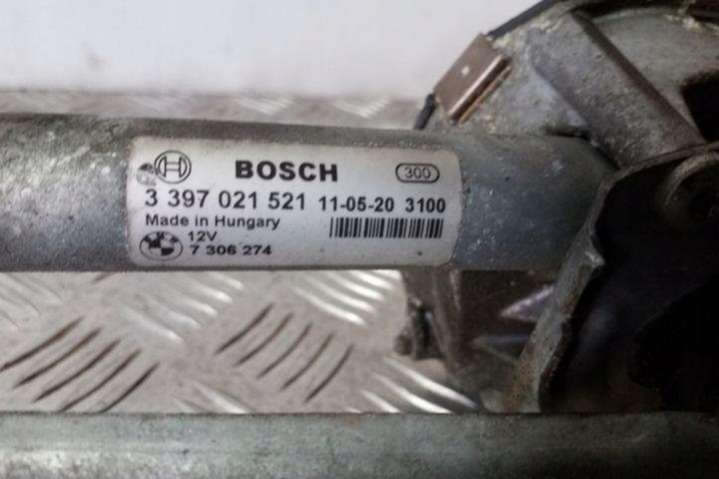 BOSCH 300
3 397 021 521 11-05-20 3100
Made in Hungary
12V
7 306 274